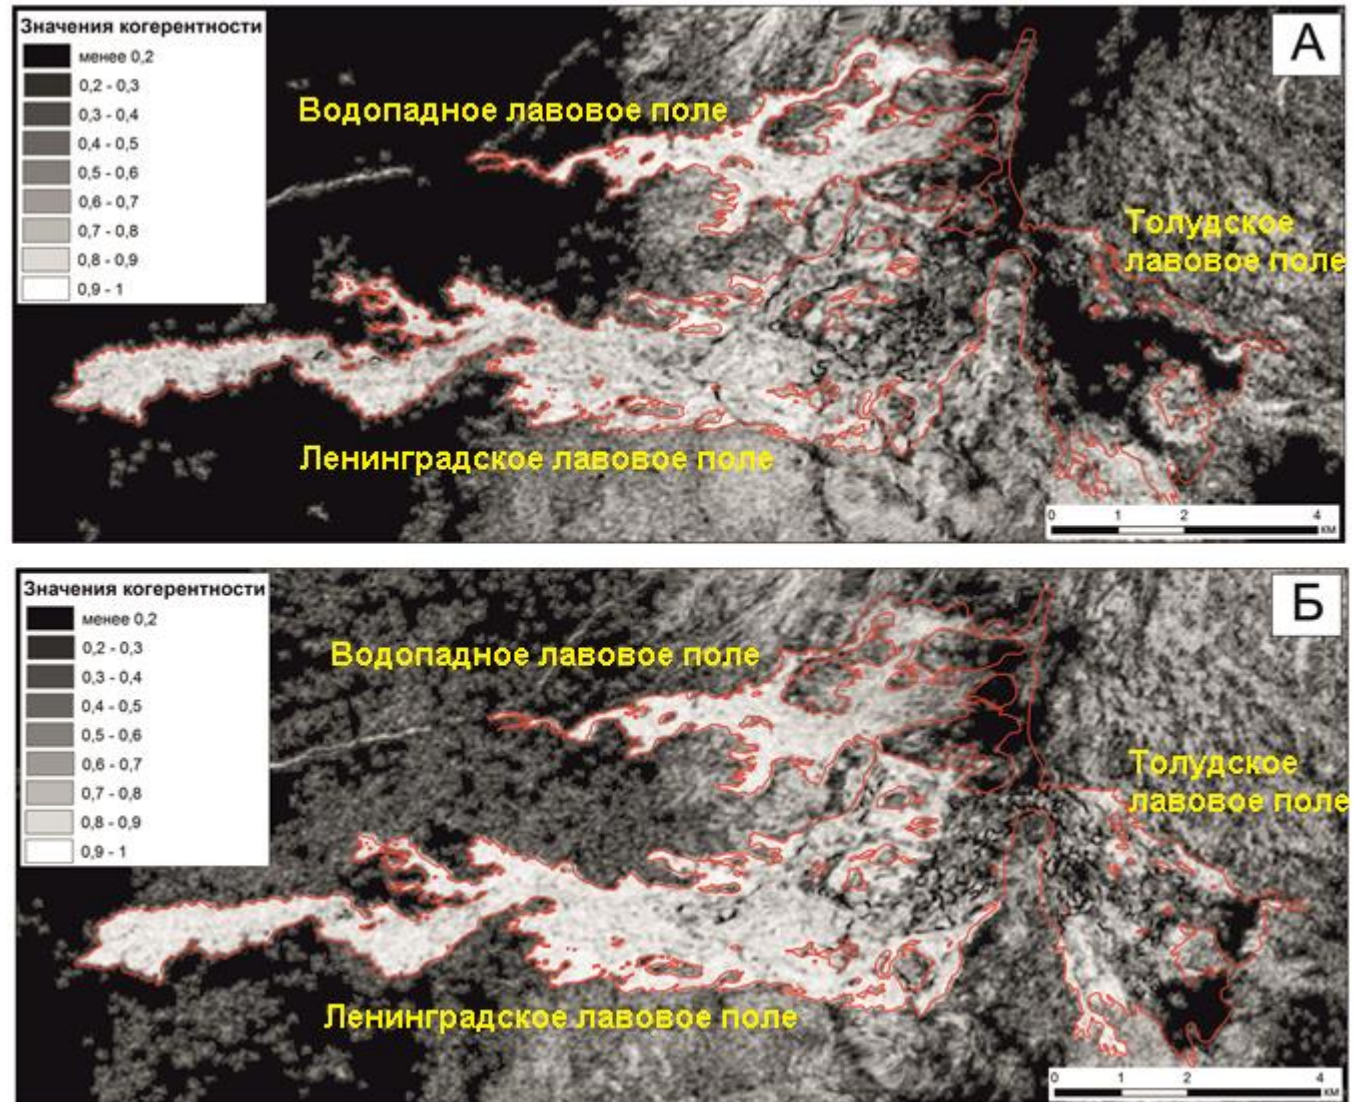 Значения когерентности
менее 0,2
0,2 - 0,3
0,3 - 0,4
0,4 - 0,5
0,5 - 0,6
0,6 - 0,7
0,7 - 0,8
0,8 - 0,9
0,9 - 1
А
Водопадное лавовое поле
Толудское
лавовое поле
Ленинградское лавовое поле
0 1 2 4
км
Значения когерентности
менее 0,2
0,2 - 0,3
0,3 - 0,4
0,4 - 0,5
0,5 - 0,6
0,6 - 0,7
0,7 - 0,8
0,8 - 0,9
0,9 - 1
Б
Водопадное лавовое поле
Толудское
лавовое поле
Ленинградское лавовое поле
0 1 2 4
км